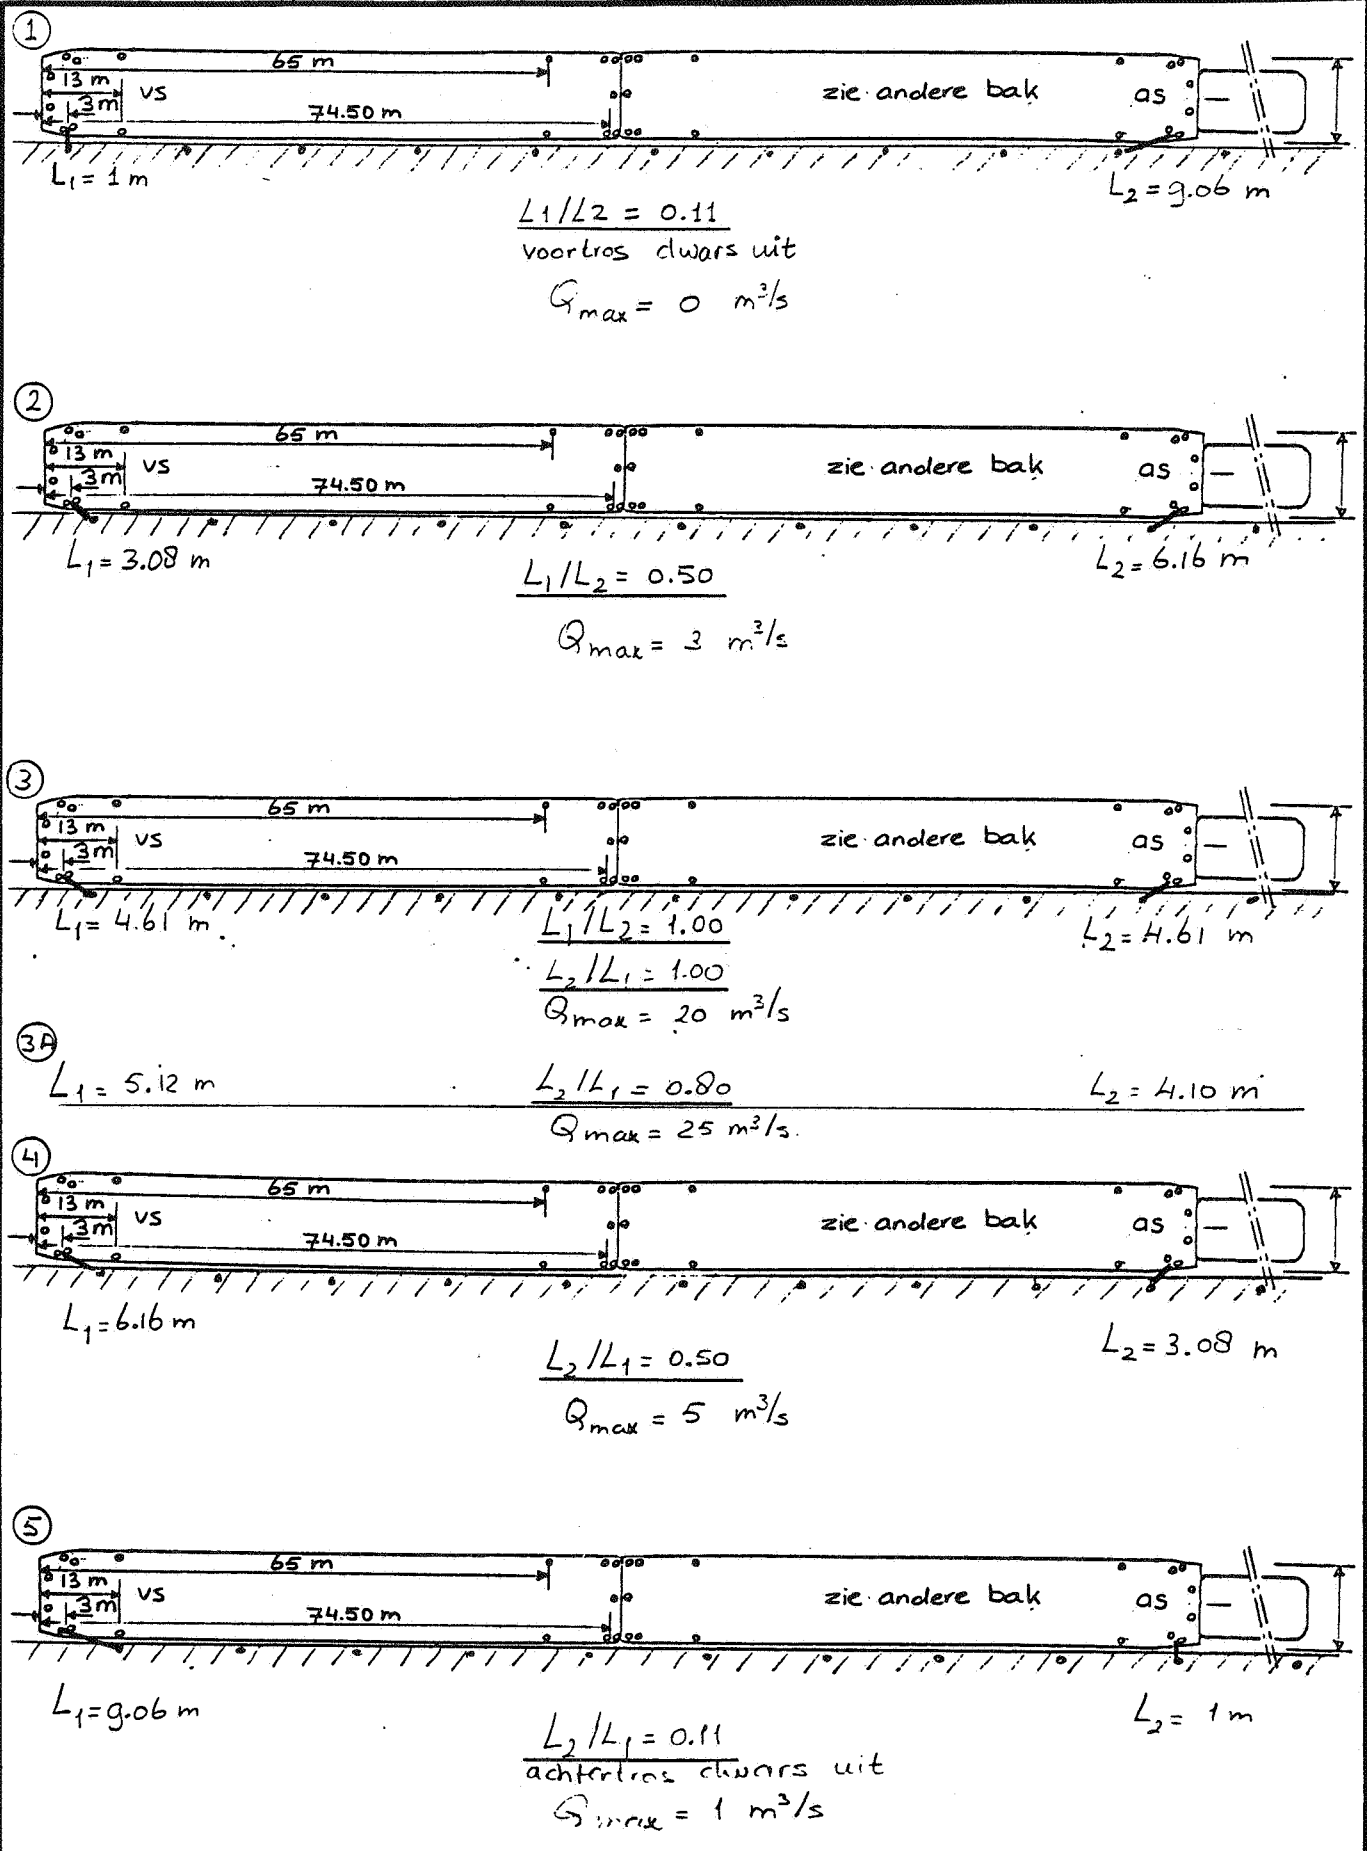 1
65 m
13 m VS zie andere bak as
3m 74.50 m
L1 = 1 m L2 = 9.06 m
L1/L2 = 0.11
voortros dwars uit
Qmax = 0 m³/s
2
65 m
13 m VS zie andere bak as
3m 74.50 m
L1 = 3.08 m L2 = 6.16 m
L1/L2 = 0.50
Qmax = 3 m³/s
3
65 m
13 m VS zie andere bak as
3m 74.50 m
L1 = 4.61 m L1/L2 = 1.00 L2 = 4.61 m
L2/L1 = 1.00
Qmax = 20 m³/s
3A
L1 = 5.12 m L2/L1 = 0.80 L2 = 4.10 m
Qmax = 25 m³/s.
4
65 m
13 m VS zie andere bak as
3m 74.50 m
L1 = 6.16 m L2 = 3.08 m
L2/L1 = 0.50
Qmax = 5 m³/s
5
65 m
13 m VS zie andere bak as
3m 74.50 m
L1 = 9.06 m L2 = 1 m
L2/L1 = 0.11
achtertros dwars uit
Qmax = 1 m³/s